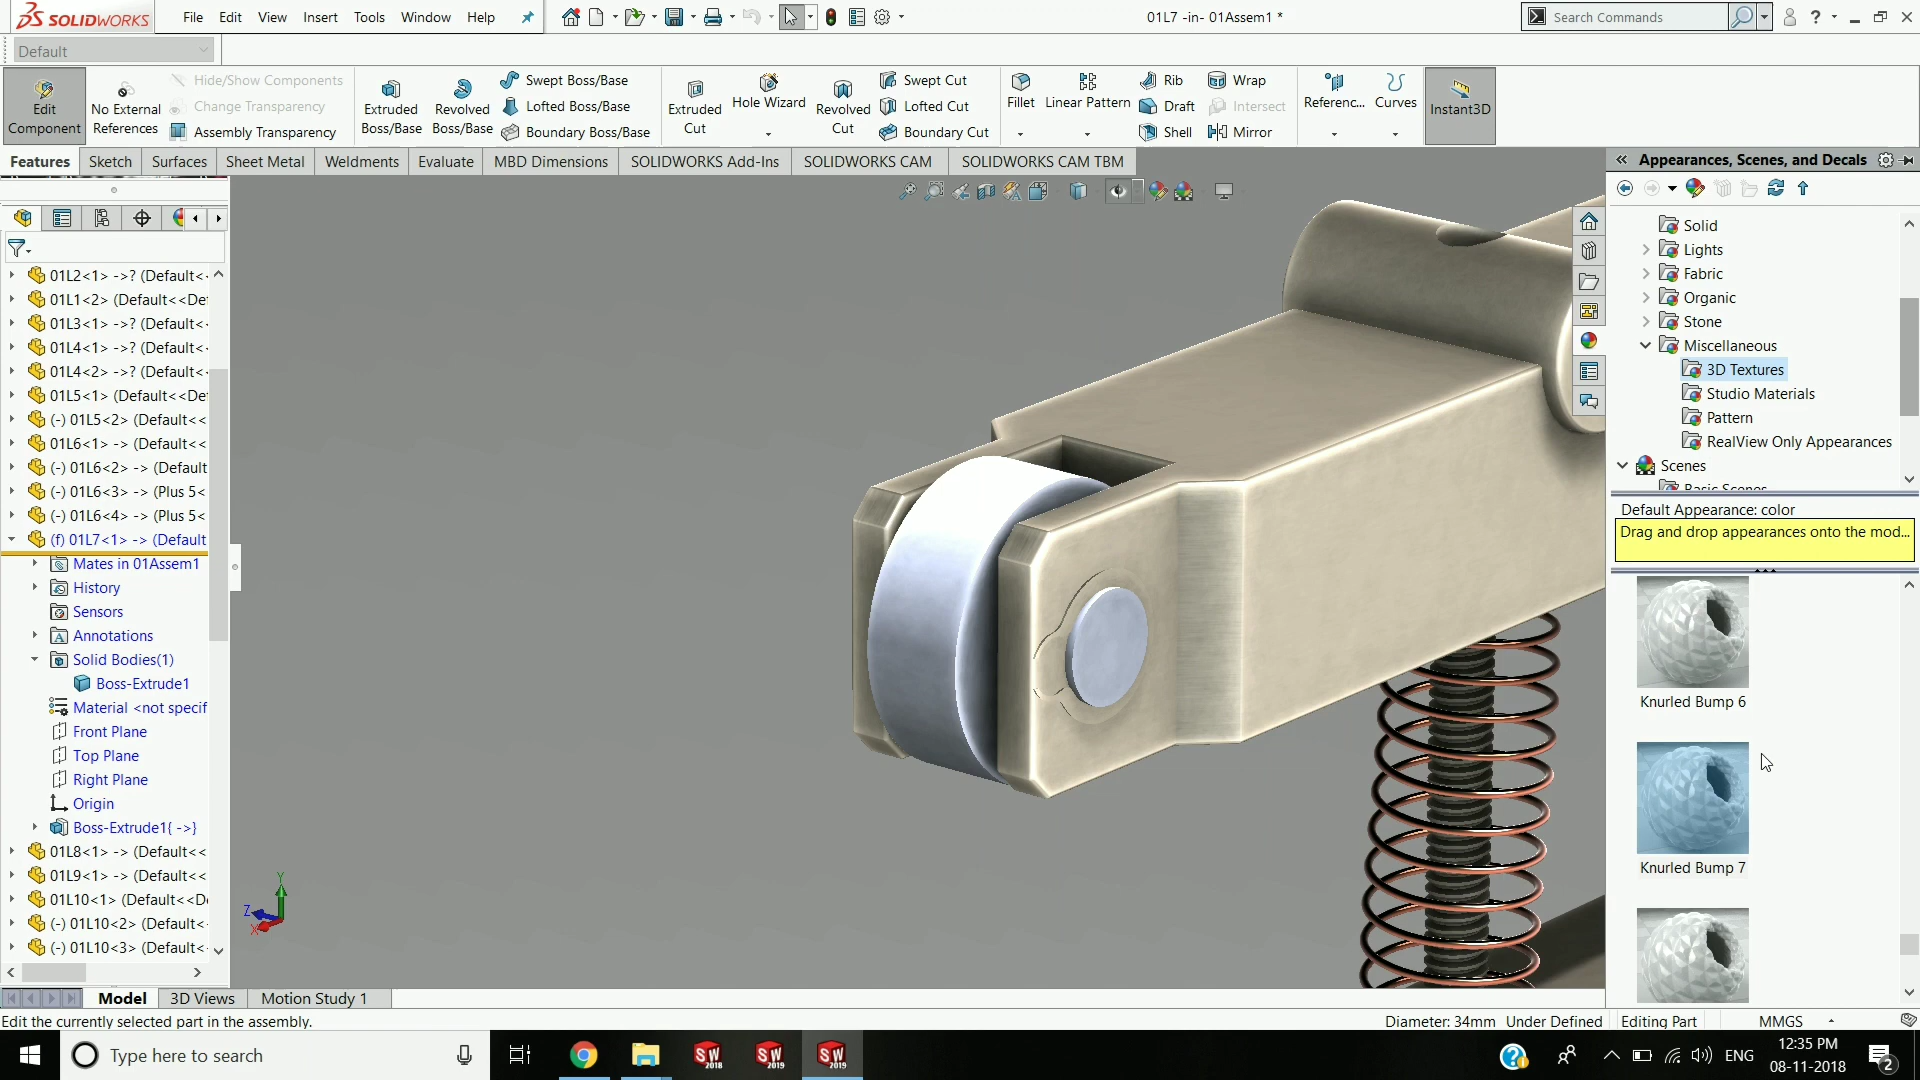 SOLIDWORKS
File Edit View Insert Tools Window Help
01L7 -in- 01Assem1 *
Search Commands
Default
Edit Component
No External References
Hide/Show Components
Change Transparency
Assembly Transparency
Extruded Boss/Base
Revolved Boss/Base
Swept Boss/Base
Lofted Boss/Base
Boundary Boss/Base
Extruded Cut
Hole Wizard
Revolved Cut
Swept Cut
Lofted Cut
Boundary Cut
Fillet
Linear Pattern
Rib
Draft
Shell
Wrap
Intersect
Mirror
Referenc...
Curves
Instant3D
Features Sketch Surfaces Sheet Metal Weldments Evaluate MBD Dimensions SOLIDWORKS Add-Ins SOLIDWORKS CAM SOLIDWORKS CAM TBM
01L2<1> ->? (Default<
01L1<2> (Default<<De
01L3<1> ->? (Default<
01L4<1> ->? (Default<
01L4<2> ->? (Default<
01L5<1> (Default<<De
(-) 01L5<2> (Default<<
01L6<1> -> (Default<<
(-) 01L6<2> -> (Default
(-) 01L6<3> -> (Plus 5<
(-) 01L6<4> -> (Plus 5<
(f) 01L7<1> -> (Default
Mates in 01Assem1
History
Sensors
Annotations
Solid Bodies(1)
Boss-Extrude1
Material <not specif
Front Plane
Top Plane
Right Plane
Origin
Boss-Extrude1{ ->}
01L8<1> -> (Default<<
01L9<1> -> (Default<<
01L10<1> (Default<<D
(-) 01L10<2> (Default<
(-) 01L10<3> (Default<
Y
Z
X
Appearances, Scenes, and Decals
Solid
Lights
Fabric
Organic
Stone
Miscellaneous
3D Textures
Studio Materials
Pattern
RealView Only Appearances
Scenes
Basic Scenes
Default Appearance: color
Drag and drop appearances onto the mod...
Knurled Bump 6
Knurled Bump 7
Model 3D Views Motion Study 1
Edit the currently selected part in the assembly.
Diameter: 34mm Under Defined Editing Part MMGS
Type here to search
SW 2018
SW 2019
SW 2019
ENG
12:35 PM
08-11-2018
2